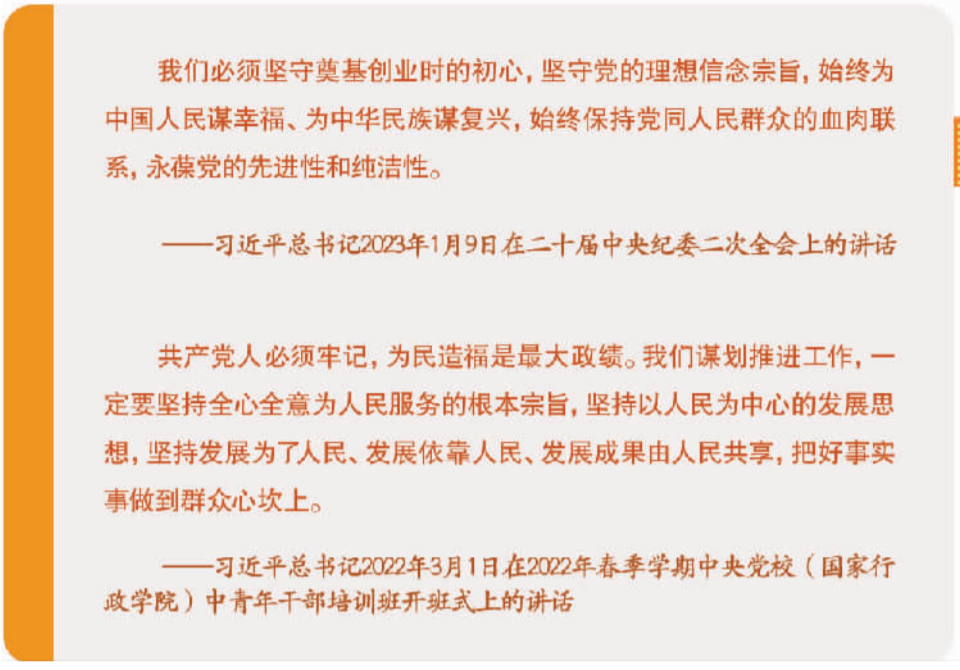 我们必须坚守奠基创业时的初心，坚守党的理想信念宗旨，始终为
中国人民谋幸福、为中华民族谋复兴，始终保持党同人民群众的血肉联
系，永葆党的先进性和纯洁性。
——习近平总书记2023年1月9日在二十届中央纪委二次全会上的讲话
共产党人必须牢记，为民造福是最大政绩。我们谋划推进工作，一
定要坚持全心全意为人民服务的根本宗旨，坚持以人民为中心的发展思
想，坚持发展为了人民、发展依靠人民、发展成果由人民共享，把好事实
事做到群众心坎上。
——习近平总书记2022年3月1日在2022年春季学期中央党校（国家行
政学院）中青年干部培训班开班式上的讲话